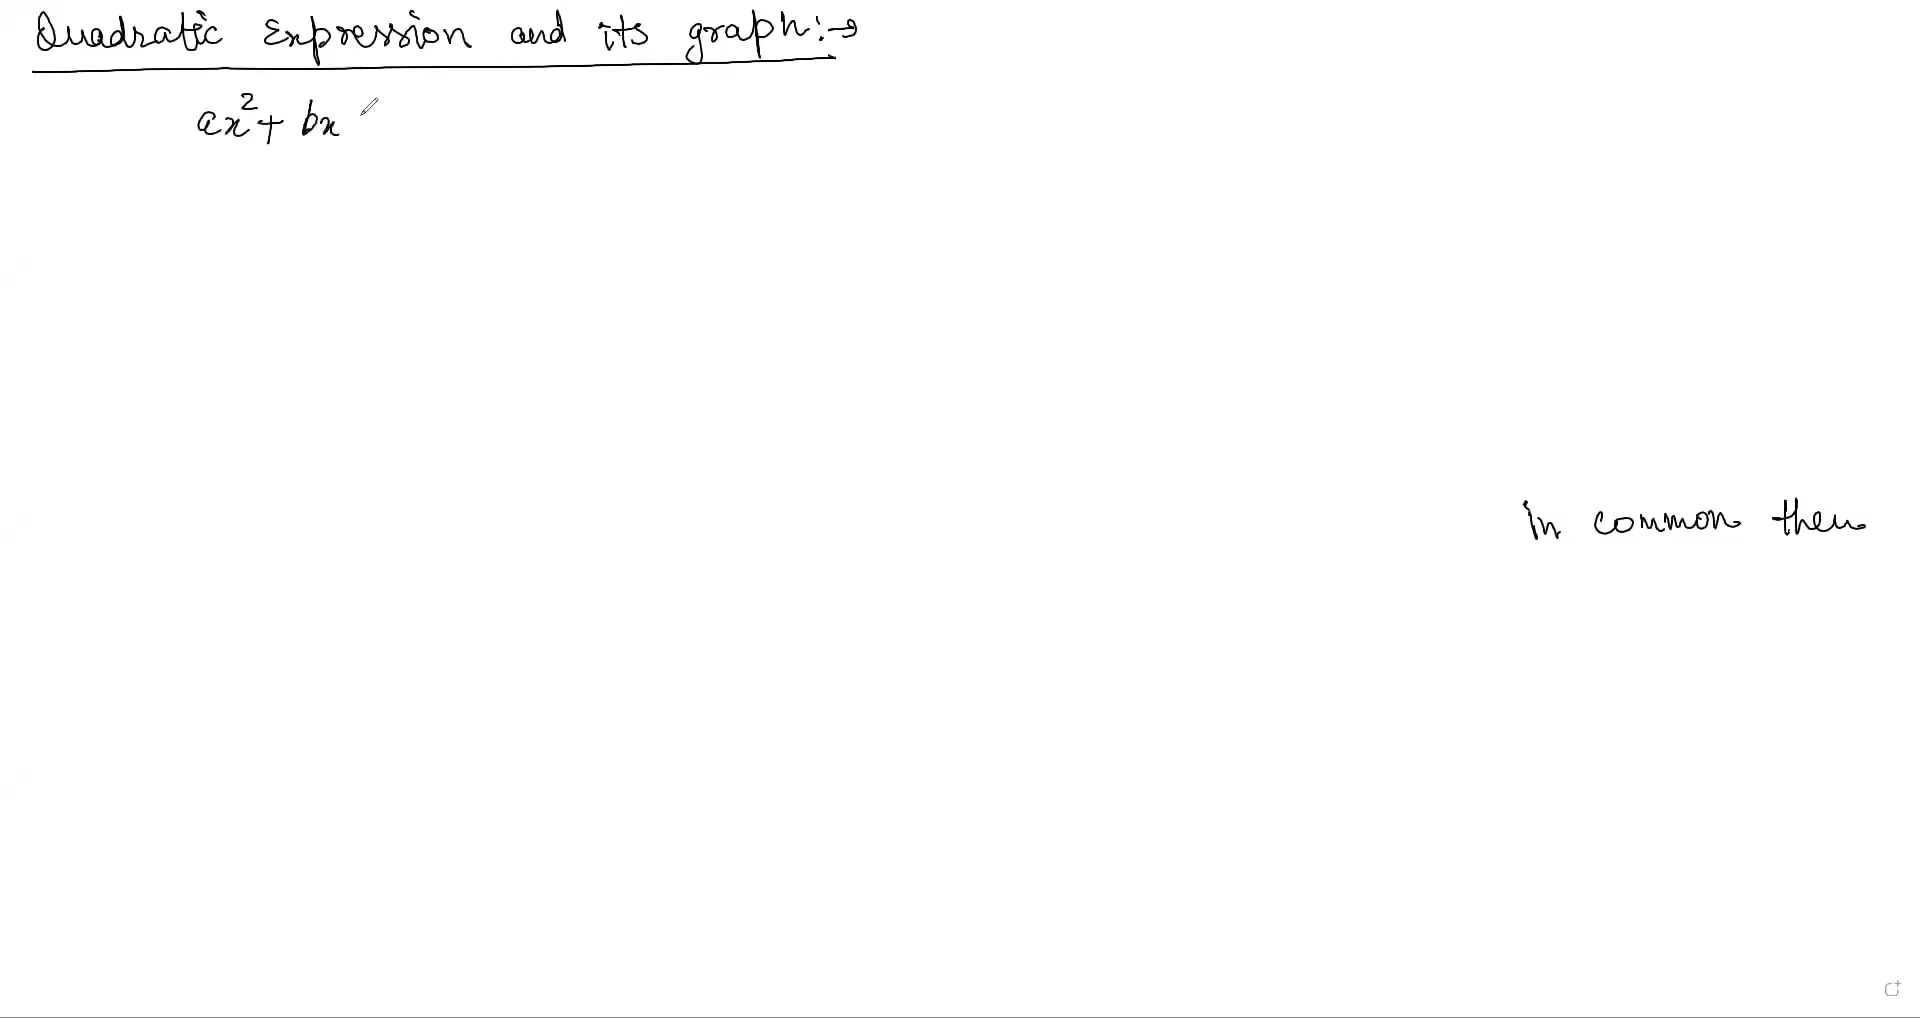 Quadratic Expression and its graph:→
ax²+ bx
in common then